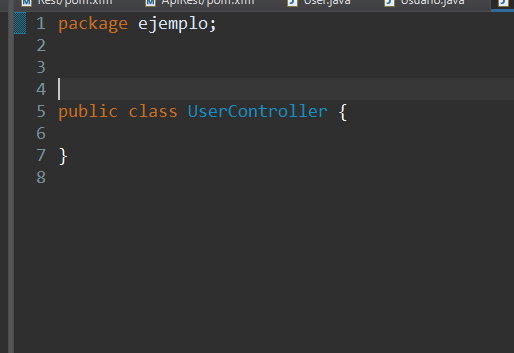 Rest/pom.xml ApiRest/pom.xml User.java Usuario.java
1 package ejemplo;
2
3
4
5 public class UserController {
6
7 }
8